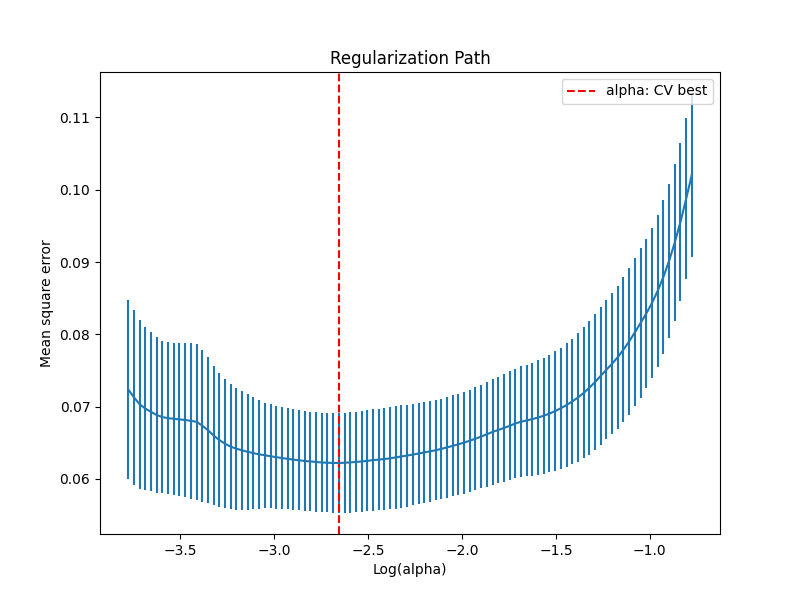 Regularization Path
alpha: CV best
Mean square error
0.11
0.10
0.09
0.08
0.07
0.06
−3.5 −3.0 −2.5 −2.0 −1.5 −1.0
Log(alpha)